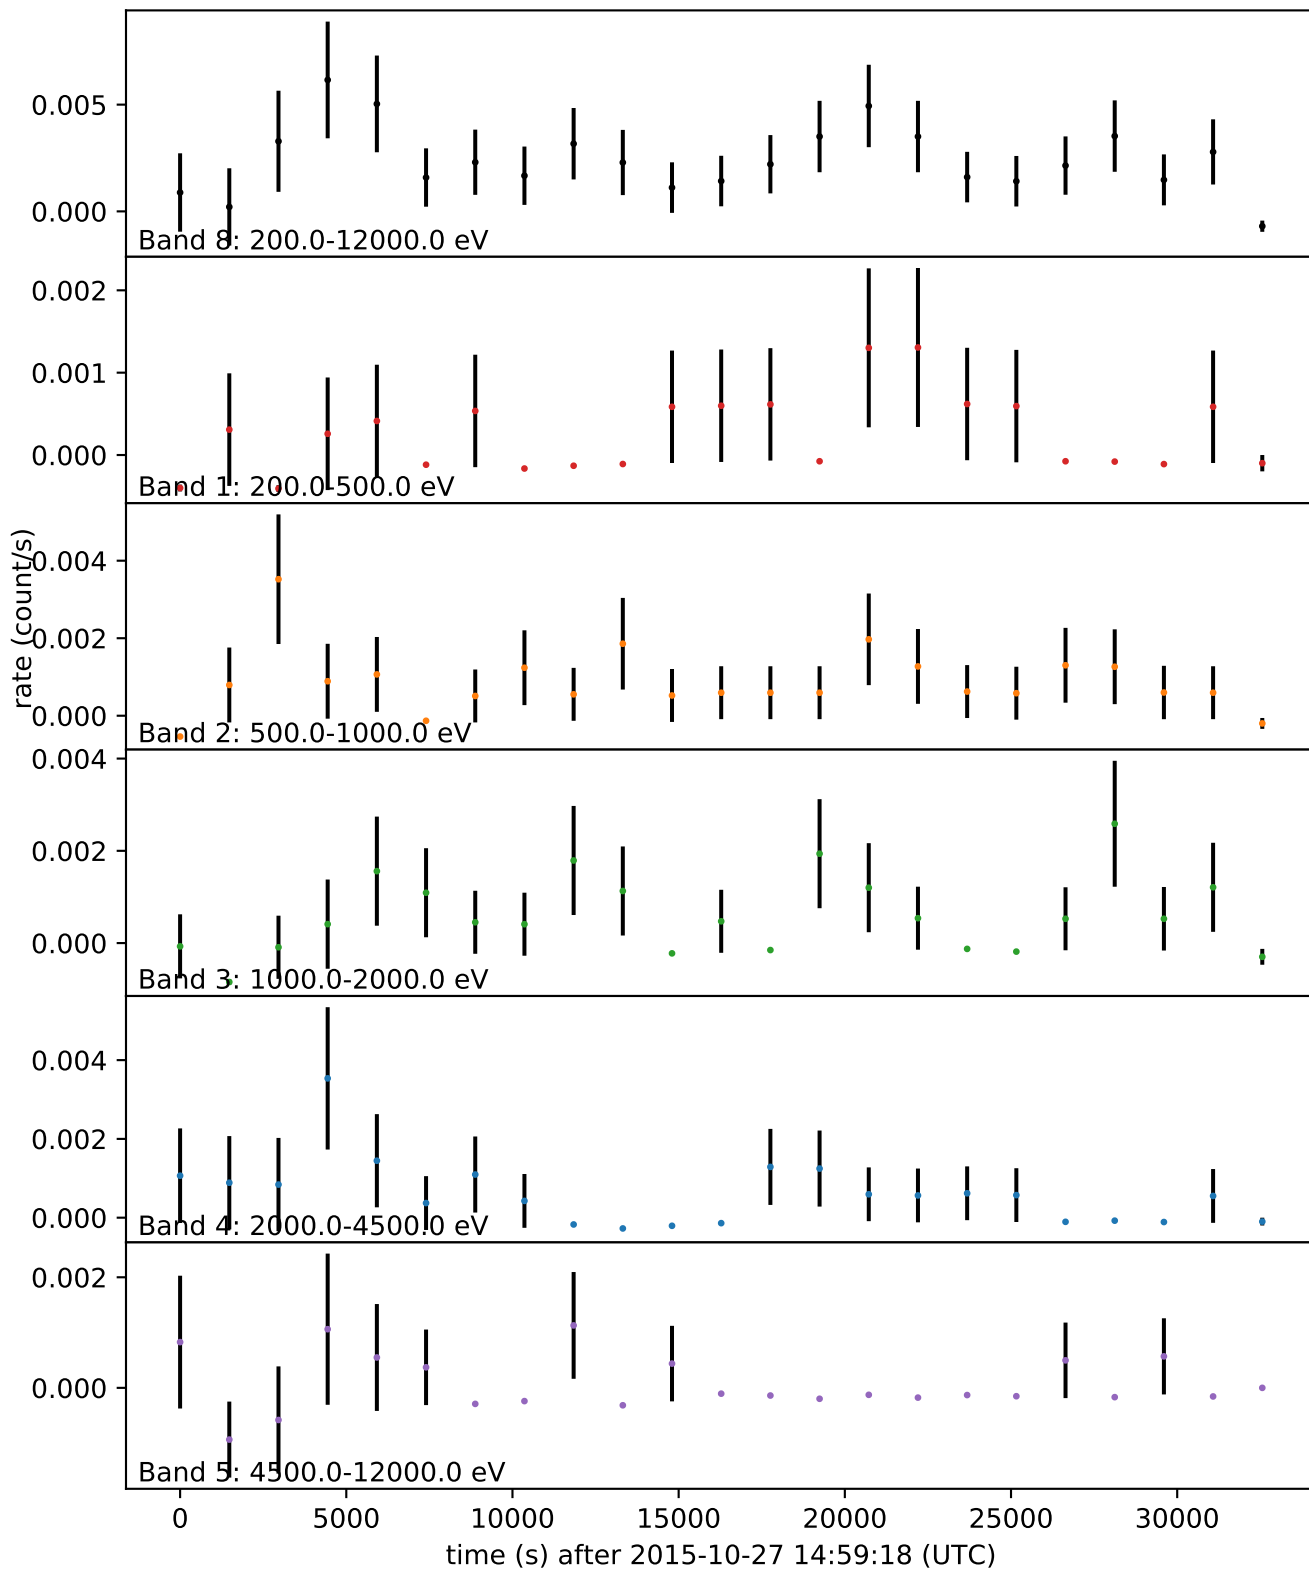 0.005
0.000
Band 8: 200.0-12000.0 eV
0.002
0.001
0.000
Band 1: 200.0-500.0 eV
rate (count/s)
0.004
0.002
0.000
Band 2: 500.0-1000.0 eV
0.004
0.002
0.000
Band 3: 1000.0-2000.0 eV
0.004
0.002
0.000
Band 4: 2000.0-4500.0 eV
0.002
0.000
Band 5: 4500.0-12000.0 eV
0 5000 10000 15000 20000 25000 30000
time (s) after 2015-10-27 14:59:18 (UTC)